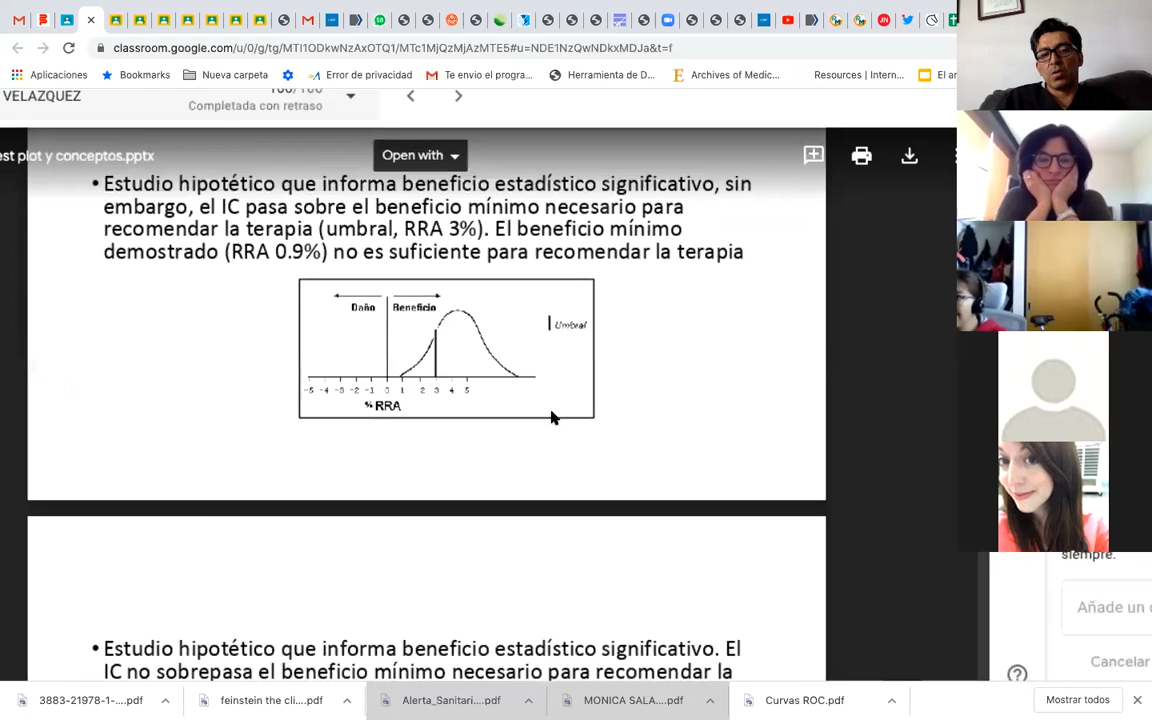 classroom.google.com/u/0/g/tg/MTI1ODkwNzAxOTQ1/MTc1MjQzMjAzMTE5#u=NDE1NzQwNDkxMDJa&t=f
Aplicaciones
Bookmarks
Nueva carpeta
Error de privacidad
Te envio el progra...
Herramienta de D...
Archives of Medic...
Resources | Intern...
El ar
VELAZQUEZ
Completada con retraso
est plot y conceptos.pptx
Open with
• Estudio hipotético que informa beneficio estadístico significativo, sin
embargo, el IC pasa sobre el beneficio mínimo necesario para
recomendar la terapia (umbral, RRA 3%). El beneficio mínimo
demostrado (RRA 0.9%) no es suficiente para recomendar la terapia
Daño Beneficio
Umbral
-5 -4 -3 -2 -1 0 1 2 3 4 5
% RRA
• Estudio hipotético que informa beneficio estadístico significativo. El
IC no sobrepasa el beneficio mínimo necesario para recomendar la
siempre.
Añade un c
Cancelar
3883-21978-1-....pdf
feinstein the cli....pdf
Alerta_Sanitari....pdf
MONICA SALA....pdf
Curvas ROC.pdf
Mostrar todos